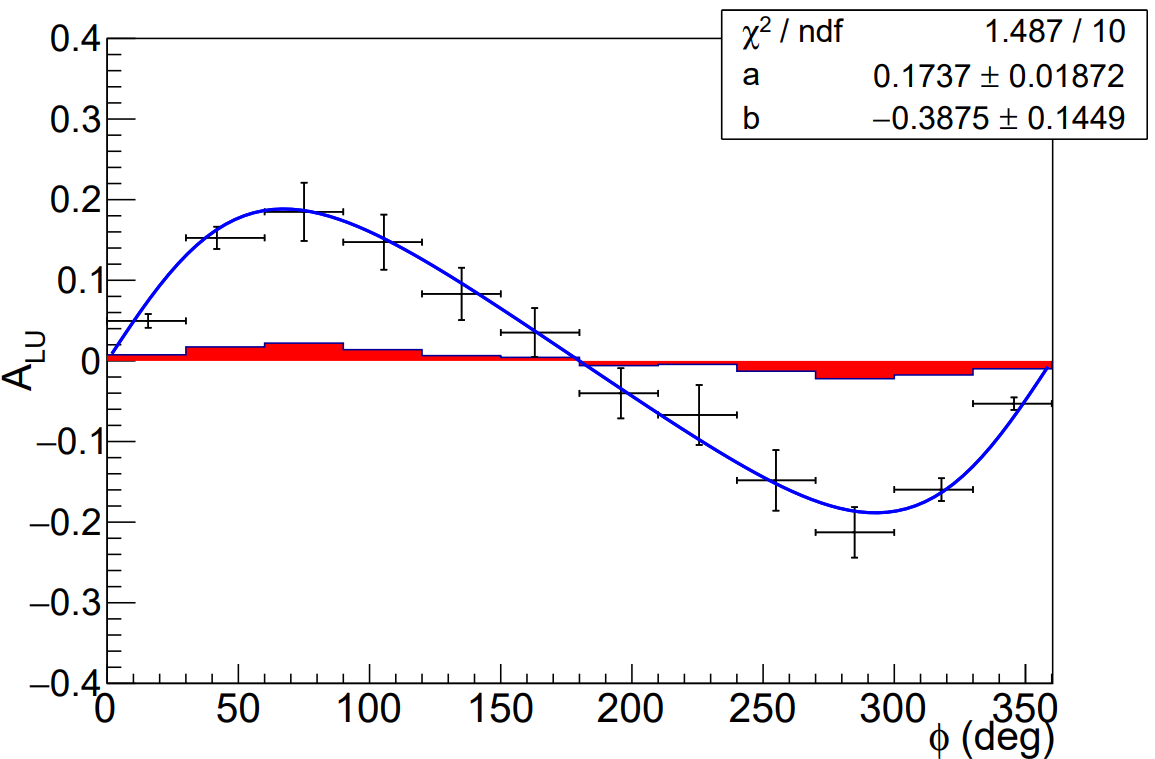 χ² / ndf 1.487 / 10
a 0.1737 ± 0.01872
b −0.3875 ± 0.1449
0.4
0.3
0.2
0.1
0
−0.1
−0.2
−0.3
−0.4
A_LU
0 50 100 150 200 250 300 350
ϕ (deg)